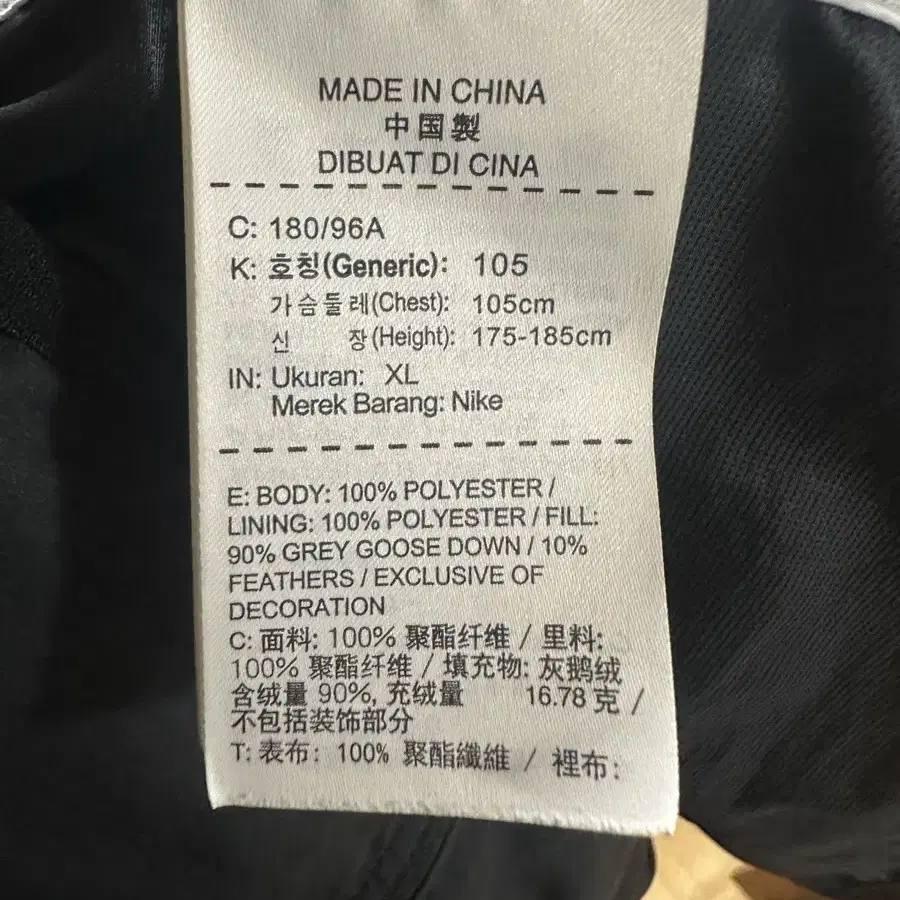 MADE IN CHINA
中国製
DIBUAT DI CINA
C: 180/96A
K: 호칭(Generic): 105
가슴둘레(Chest): 105cm
신 장(Height): 175-185cm
IN: Ukuran: XL
Merek Barang: Nike
E: BODY: 100% POLYESTER /
LINING: 100% POLYESTER / FILL:
90% GREY GOOSE DOWN / 10%
FEATHERS / EXCLUSIVE OF
DECORATION
C: 面料: 100% 聚酯纤维 / 里料:
100% 聚酯纤维 / 填充物: 灰鹅绒
含绒量 90%, 充绒量 16.78 克 /
不包括装饰部分
T: 表布: 100% 聚酯纖維 / 裡布: